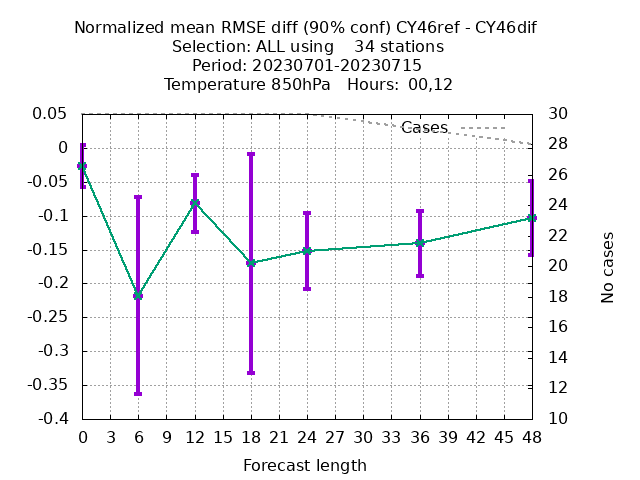 Normalized mean RMSE diff (90% conf) CY46ref - CY46dif
Selection: ALL using    34 stations
Period: 20230701-20230715
Temperature 850hPa   Hours:  00,12
Cases
0.05
0
-0.05
-0.1
-0.15
-0.2
-0.25
-0.3
-0.35
-0.4
30
28
26
24
22
20
18
16
14
12
10
No cases
0 3 6 9 12 15 18 21 24 27 30 33 36 39 42 45 48
Forecast length